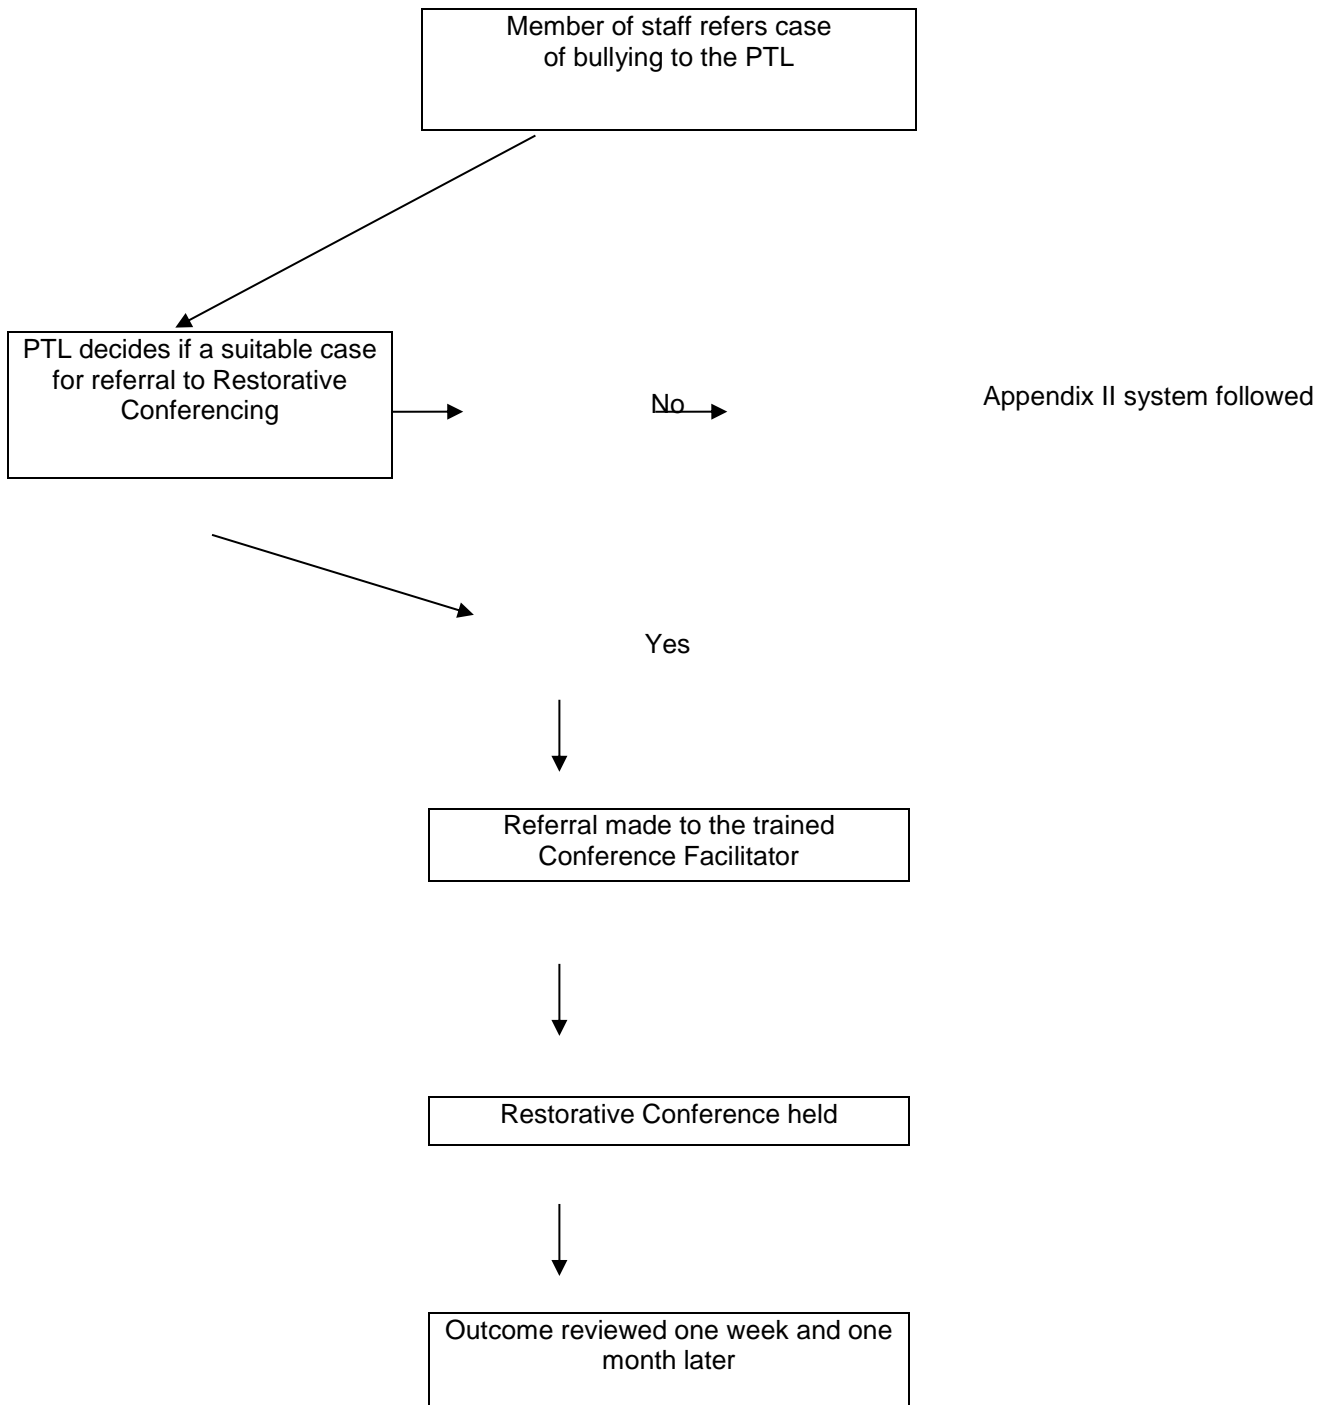 Member of staff refers case
of bullying to the PTL
PTL decides if a suitable case
for referral to Restorative
Conferencing
No
Appendix II system followed
Yes
Referral made to the trained
Conference Facilitator
Restorative Conference held
Outcome reviewed one week and one
month later